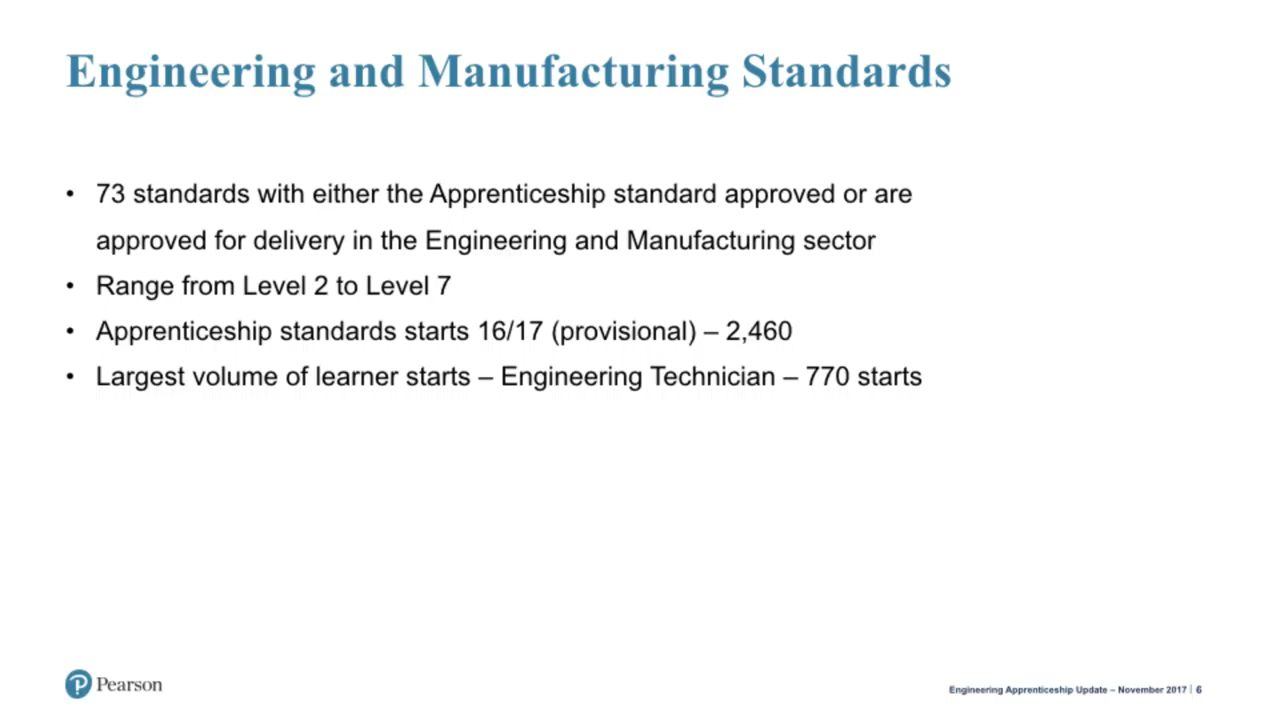 Engineering and Manufacturing Standards
• 73 standards with either the Apprenticeship standard approved or are
approved for delivery in the Engineering and Manufacturing sector
• Range from Level 2 to Level 7
• Apprenticeship standards starts 16/17 (provisional) – 2,460
• Largest volume of learner starts – Engineering Technician – 770 starts
Pearson
Engineering Apprenticeship Update – November 2017 | 6